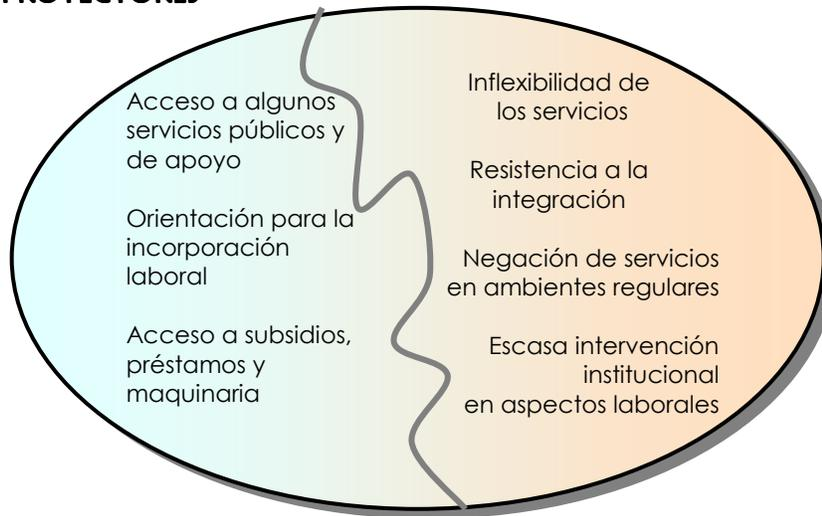 Acceso a algunos
servicios públicos y
de apoyo
Orientación para la
incorporación
laboral
Acceso a subsidios,
préstamos y
maquinaria
Inflexibilidad de
los servicios
Resistencia a la
integración
Negación de servicios
en ambientes regulares
Escasa intervención
institucional
en aspectos laborales